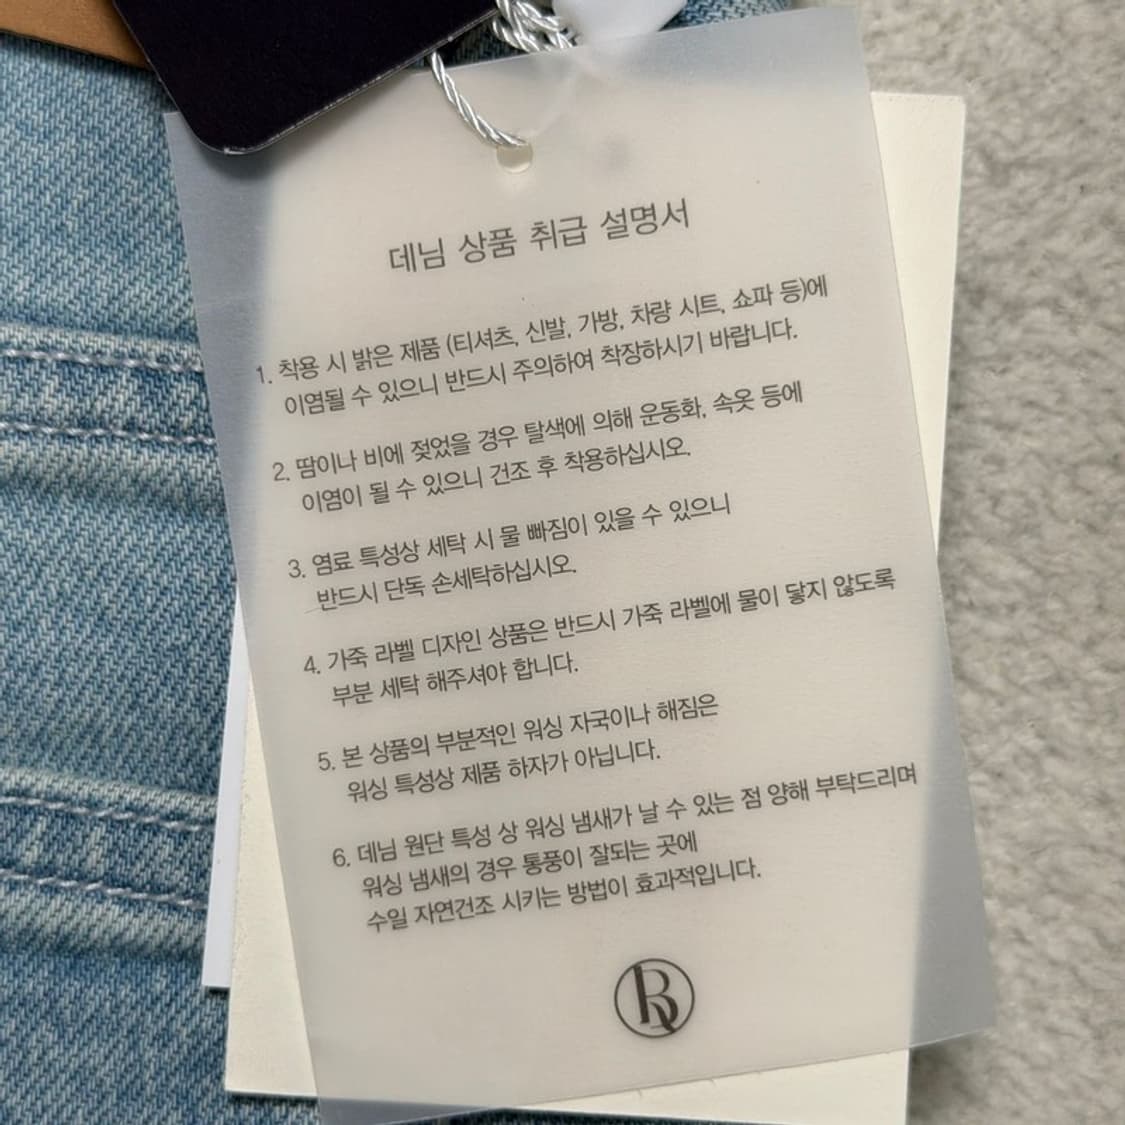 데님 상품 취급 설명서
1. 착용 시 밝은 제품 (티셔츠, 신발, 가방, 차량 시트, 쇼파 등)에
이염될 수 있으니 반드시 주의하여 착장하시기 바랍니다.
2. 땀이나 비에 젖었을 경우 탈색에 의해 운동화, 속옷 등에
이염이 될 수 있으니 건조 후 착용하십시오.
3. 염료 특성상 세탁 시 물 빠짐이 있을 수 있으니
반드시 단독 손세탁하십시오.
4. 가죽 라벨 디자인 상품은 반드시 가죽 라벨에 물이 닿지 않도록
부분 세탁 해주셔야 합니다.
5. 본 상품의 부분적인 워싱 자국이나 해짐은
워싱 특성상 제품 하자가 아닙니다.
6. 데님 원단 특성 상 워싱 냄새가 날 수 있는 점 양해 부탁드리며
워싱 냄새의 경우 통풍이 잘되는 곳에
수일 자연건조 시키는 방법이 효과적입니다.